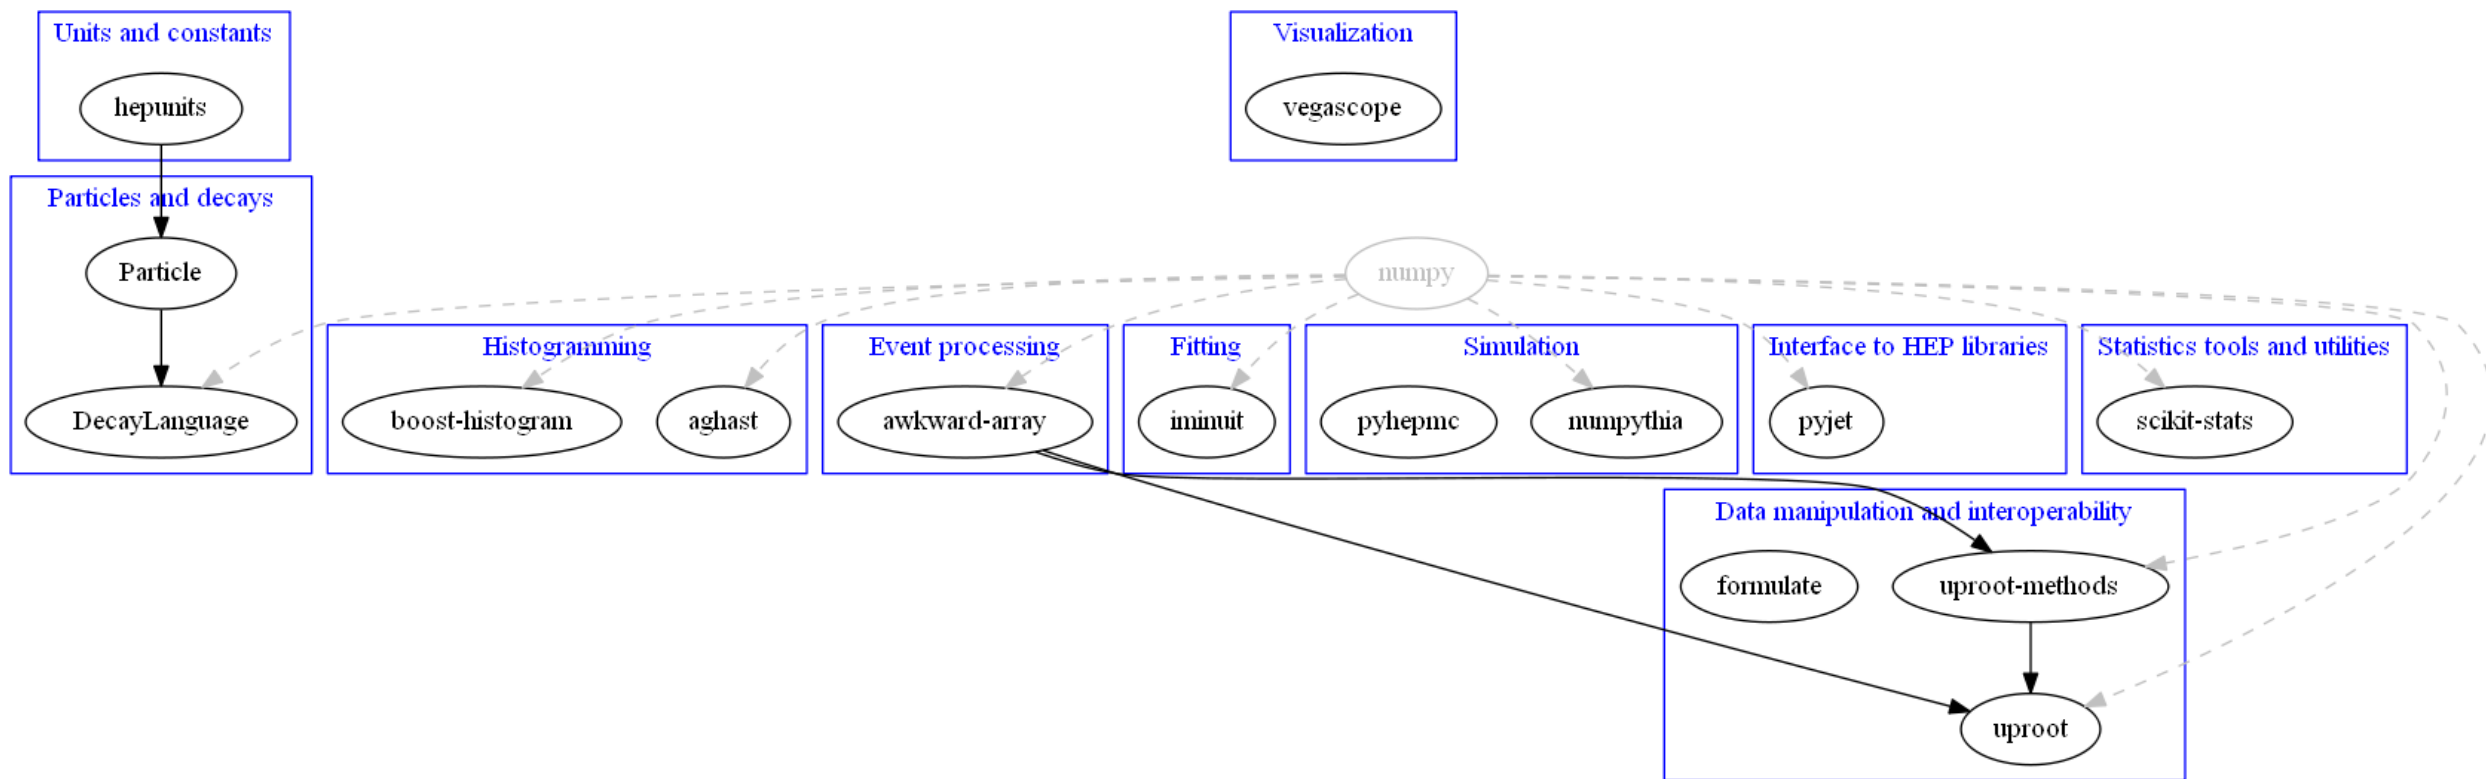 Units and constants
hepunits
Visualization
vegascope
Particles and decays
Particle
DecayLanguage
numpy
Histogramming
boost-histogram
aghast
Event processing
awkward-array
Fitting
iminuit
Simulation
pyhepmc
numpythia
Interface to HEP libraries
pyjet
Statistics tools and utilities
scikit-stats
Data manipulation and interoperability
formulate
uproot-methods
uproot